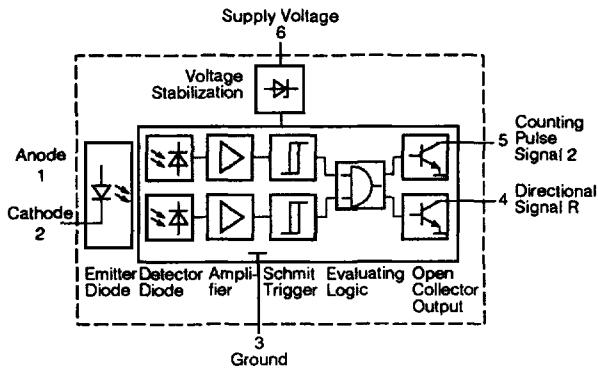 Supply Voltage
6
Voltage
Stabilization
Anode
1
Cathode
2
5
Counting
Pulse
Signal 2
4
Directional
Signal R
Emitter
Diode
Detector
Diode
Ampli-
fier
Schmit
Trigger
Evaluating
Logic
Open
Collector
Output
3
Ground